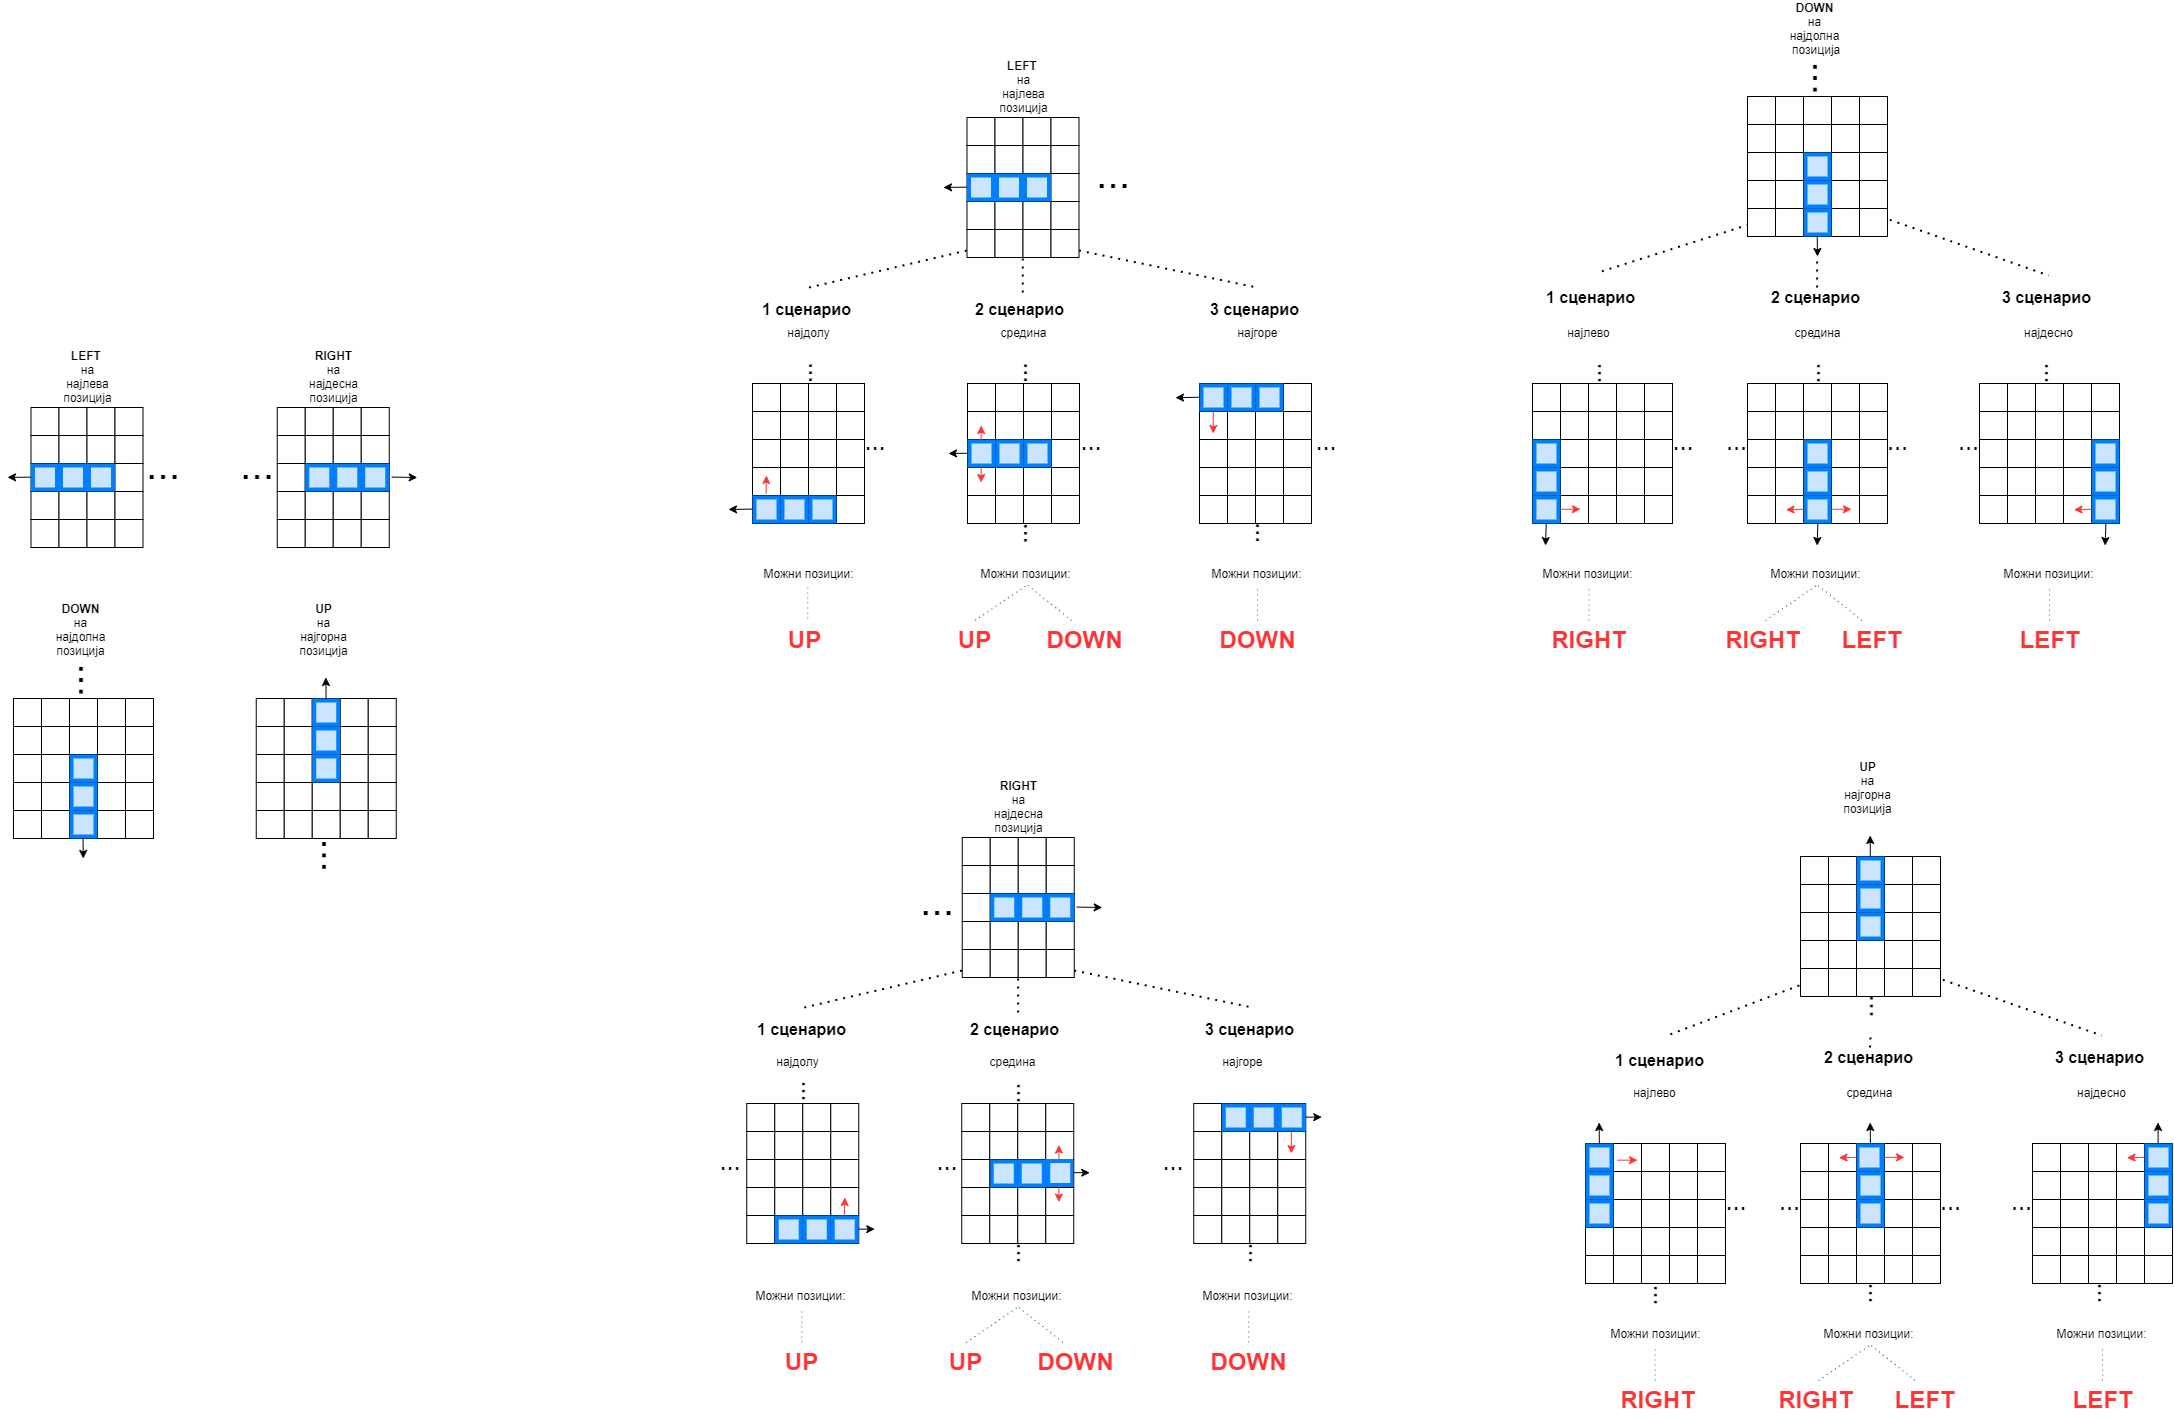 LEFT
на
најлева
позиција
RIGHT
на
најдесна
позиција
DOWN
на
најдолна
позиција
UP
на
најгорна
позиција
LEFT
на
најлева
позиција
1 сценарио
2 сценарио
3 сценарио
најдолу
средина
најгоре
Можни позиции:
Можни позиции:
Можни позиции:
UP
UP
DOWN
DOWN
DOWN
на
најдолна
позиција
1 сценарио
2 сценарио
3 сценарио
најлево
средина
најдесно
Можни позиции:
Можни позиции:
Можни позиции:
RIGHT
RIGHT
LEFT
LEFT
RIGHT
на
најдесна
позиција
1 сценарио
2 сценарио
3 сценарио
најдолу
средина
најгоре
Можни позиции:
Можни позиции:
Можни позиции:
UP
UP
DOWN
DOWN
UP
на
најгорна
позиција
1 сценарио
2 сценарио
3 сценарио
најлево
средина
најдесно
Можни позиции:
Можни позиции:
Можни позиции:
RIGHT
RIGHT
LEFT
LEFT